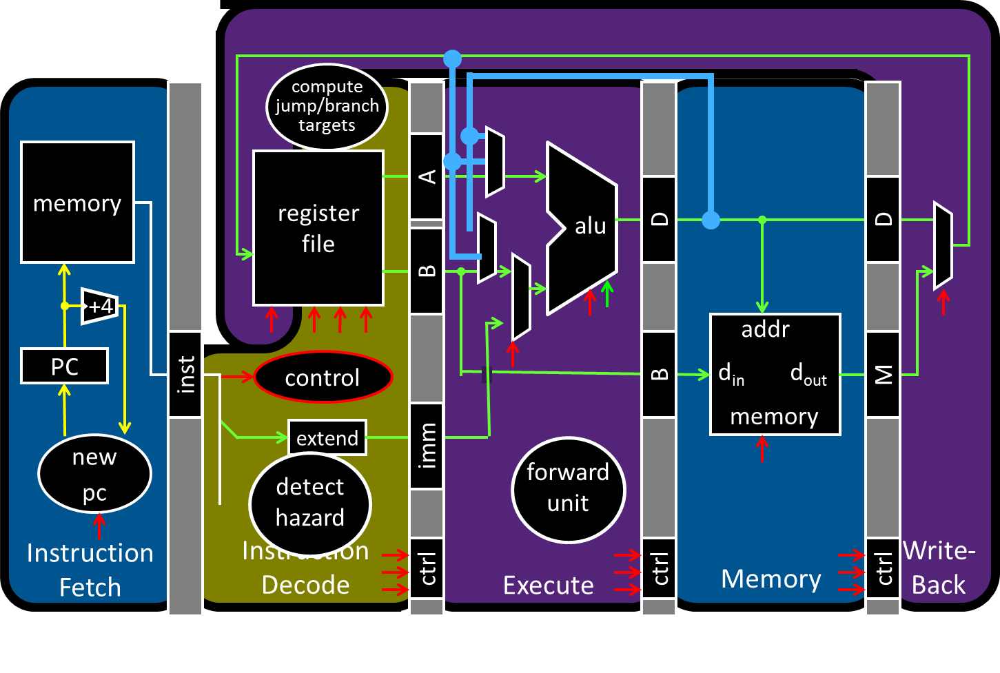 compute
jump/branch
targets
memory
register
file
+4
PC
inst
new
pc
control
extend
detect
hazard
A
B
imm
ctrl
alu
forward
unit
D
B
ctrl
addr
din
dout
memory
D
M
ctrl
Instruction
Fetch
Instruction
Decode
Execute
Memory
Write-
Back